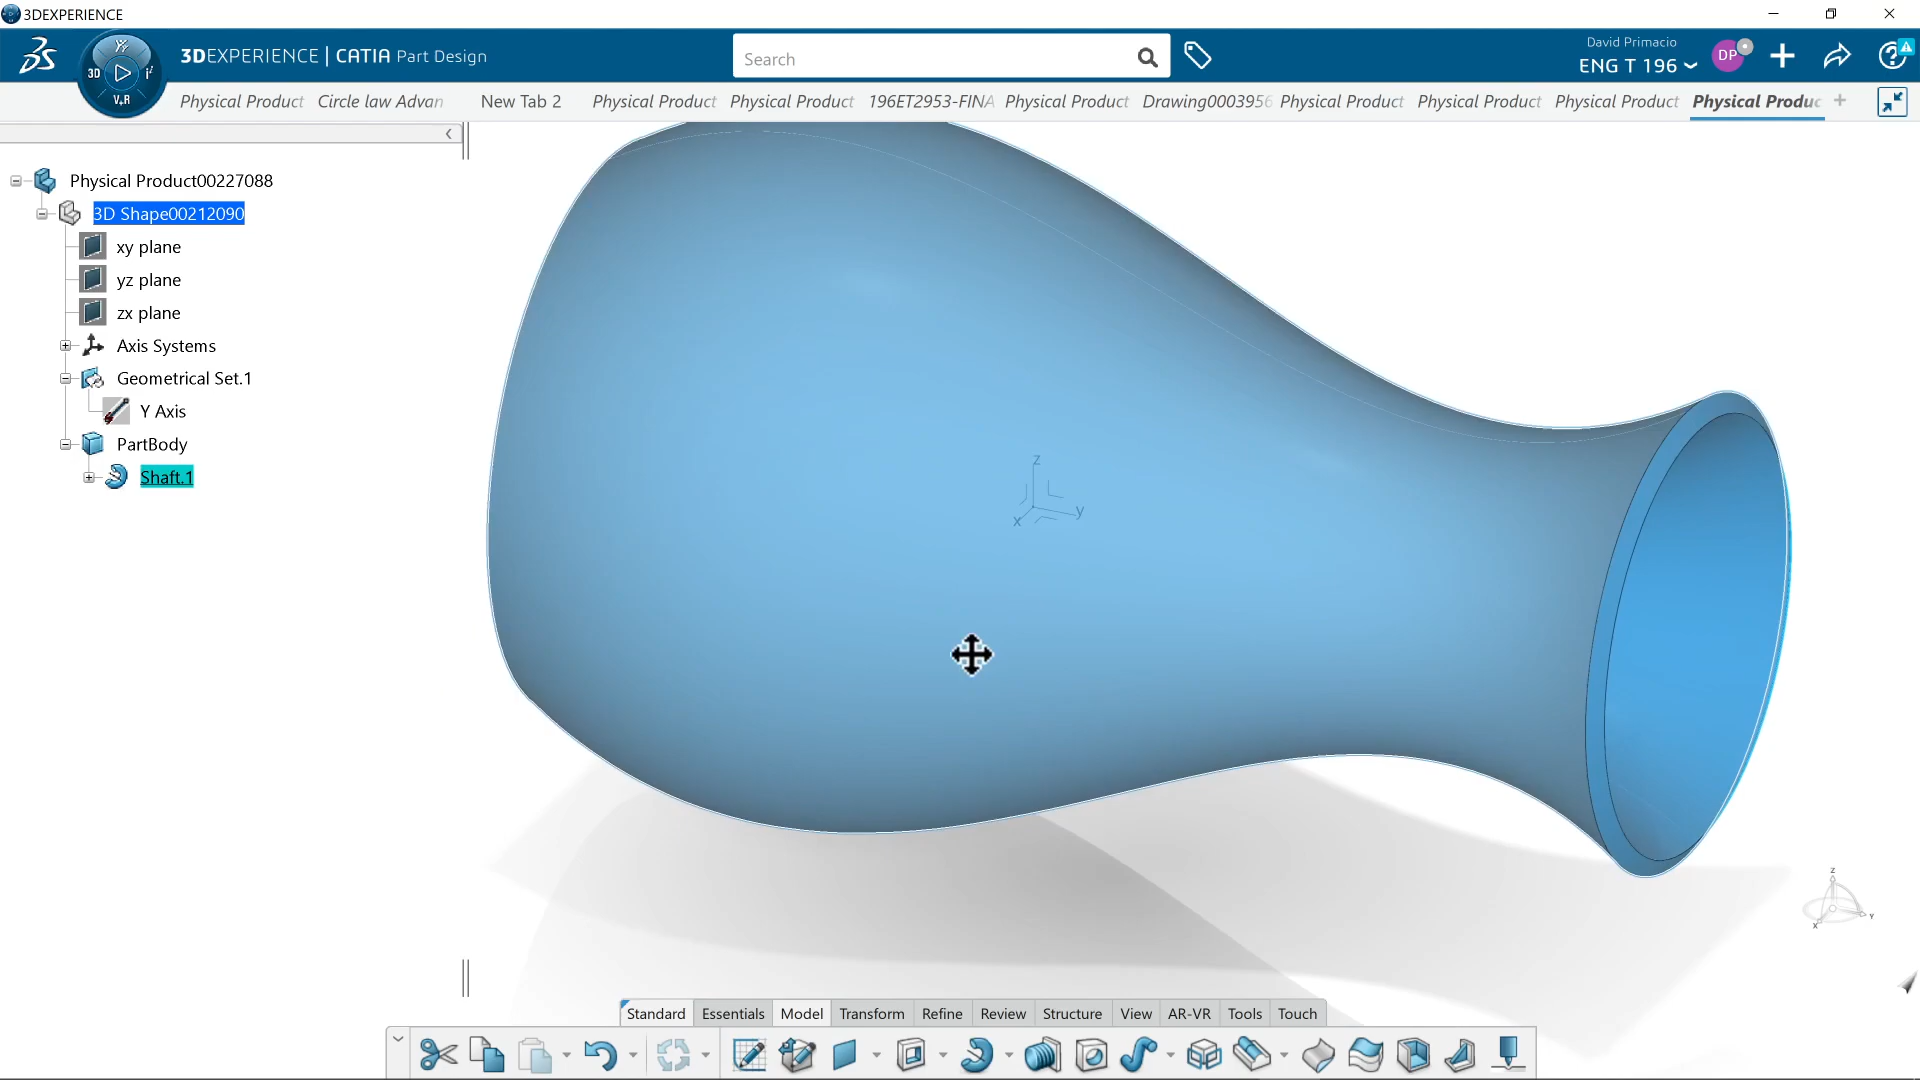 3DEXPERIENCE
3DEXPERIENCE | CATIA Part Design
Search
David Primacio
ENG T 196
DP
3D
V+R
Physical Product Circle law Advan New Tab 2 Physical Product Physical Product 196ET2953-FINA Physical Product Drawing0003956 Physical Product Physical Product Physical Product Physical Produc
Physical Product00227088
3D Shape00212090
xy plane
yz plane
zx plane
Axis Systems
Geometrical Set.1
Y Axis
PartBody
Shaft.1
z
x y
z
x y
Standard Essentials Model Transform Refine Review Structure View AR-VR Tools Touch